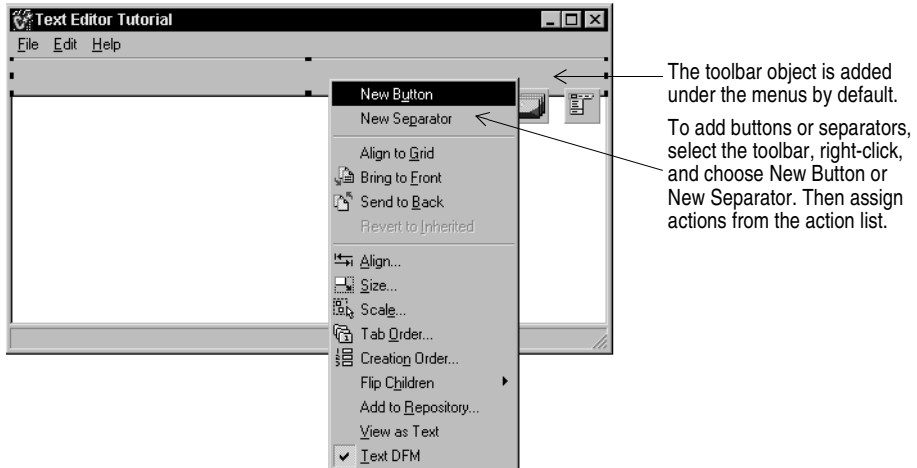 Text Editor Tutorial
File Edit Help
New Button
New Separator
Align to Grid
Bring to Front
Send to Back
Revert to Inherited
Align...
Size...
Scale...
Tab Order...
Creation Order...
Flip Children
Add to Repository...
View as Text
Text DFM
The toolbar object is added
under the menus by default.
To add buttons or separators,
select the toolbar, right-click,
and choose New Button or
New Separator. Then assign
actions from the action list.